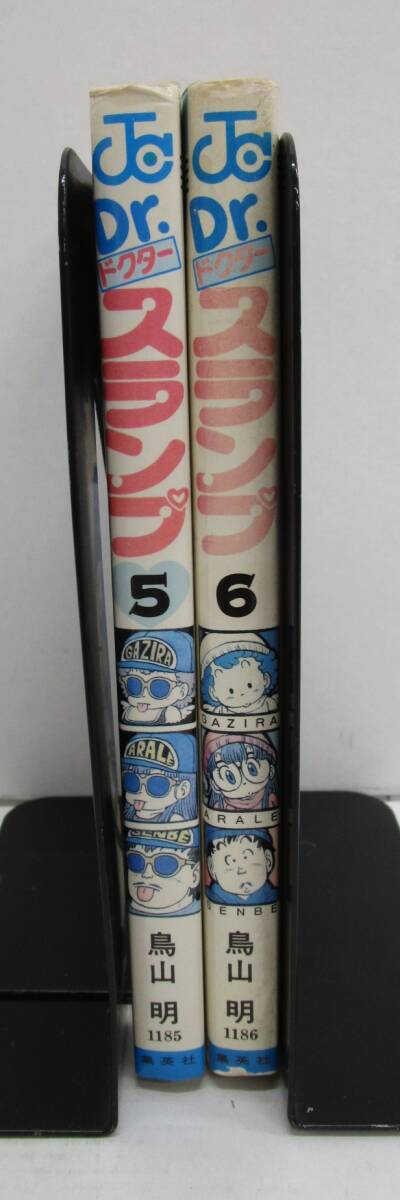 JC
Dr.
ドクター
スランプ
5
GAZIRA
ARALE
SENBE
鳥山 明
1185
集英社
JC
Dr.
ドクター
スランプ
6
GAZIRA
ARALE
SENBE
鳥山 明
1186
集英社